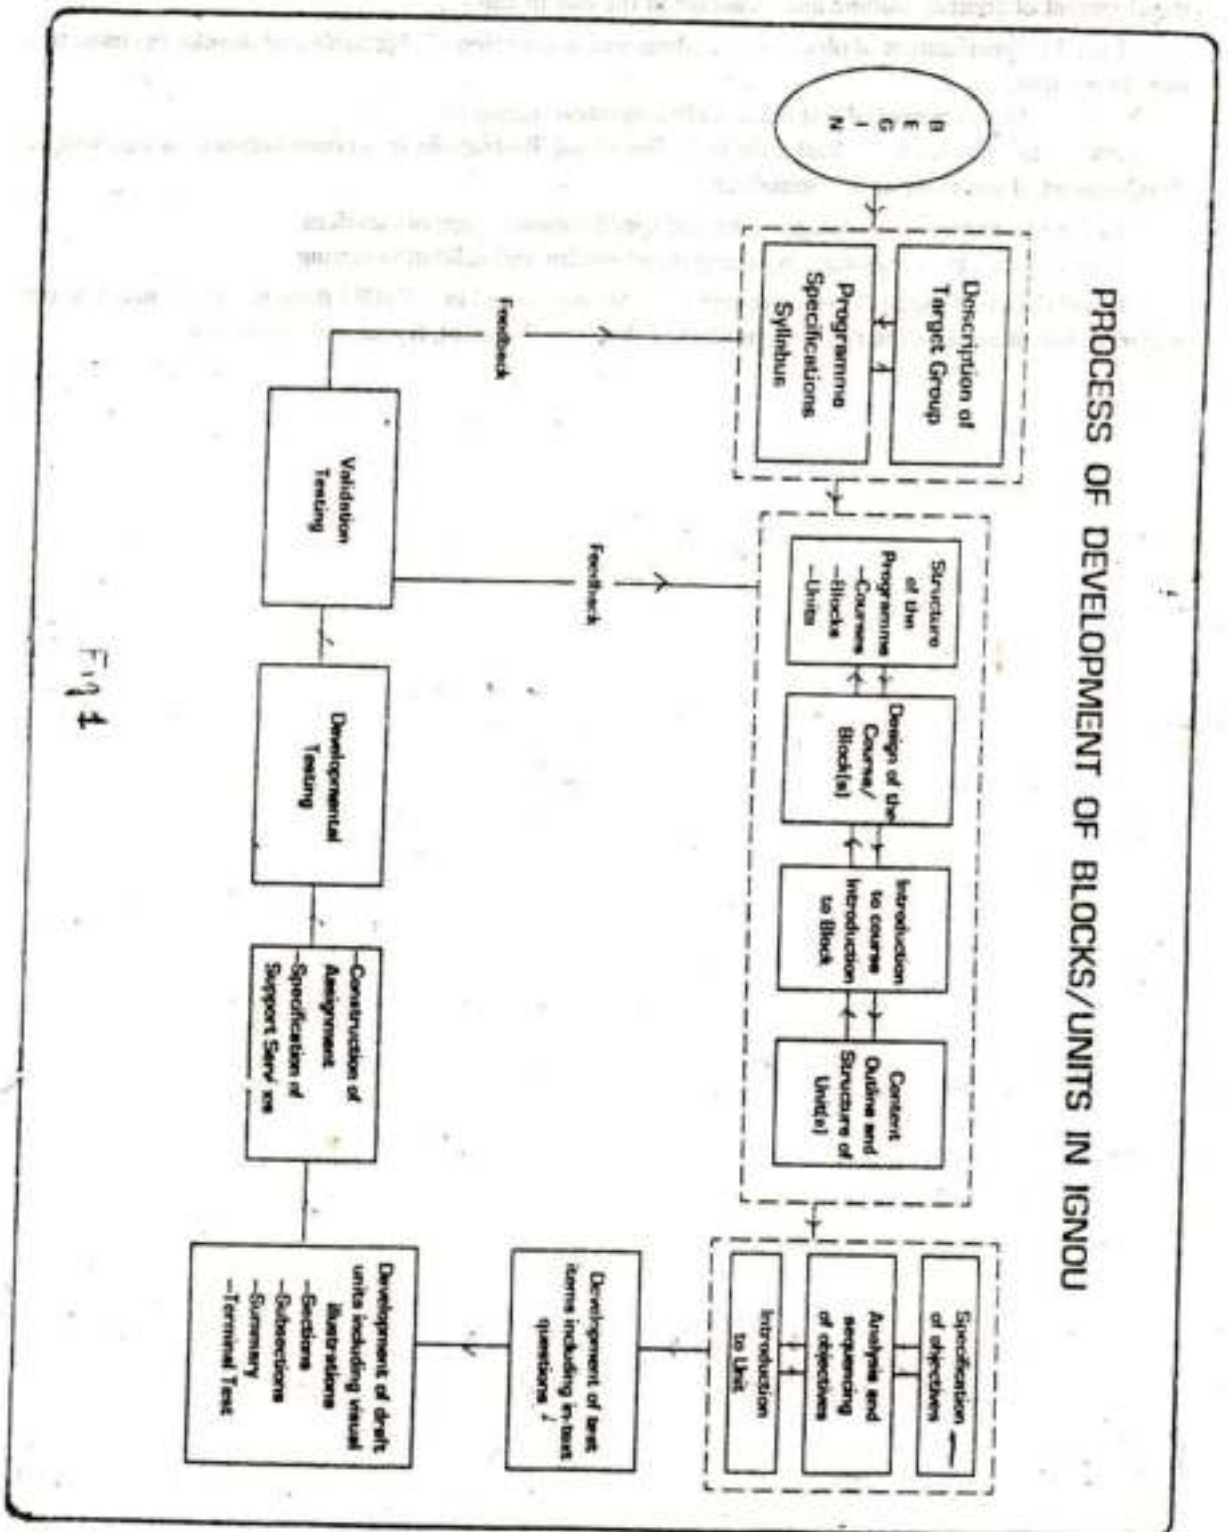 PROCESS OF DEVELOPMENT OF BLOCKS/UNITS IN IGNOU
BEGIN
Description of
Target Group
Programme
Specifications
Syllabus
Structure
of the
Programme
—Courses
—Blocks
—Units
Design of the
Course/
Block(s)
Introduction
to course
Introduction
to Block
Content
Outline and
Structure of
Unit(s)
Specification
of objectives
Analysis and
sequencing
of objectives
Introduction
to Unit
Feedback
Feedback
Validation
Testing
Developmental
Testing
—Construction of
Assignment
—Specification of
Support Services
Development of draft
units including visual
illustrations
—Sections
—Subsections
—Summary
—Terminal Test
Development of test
items including in-text
questions
Fig 1